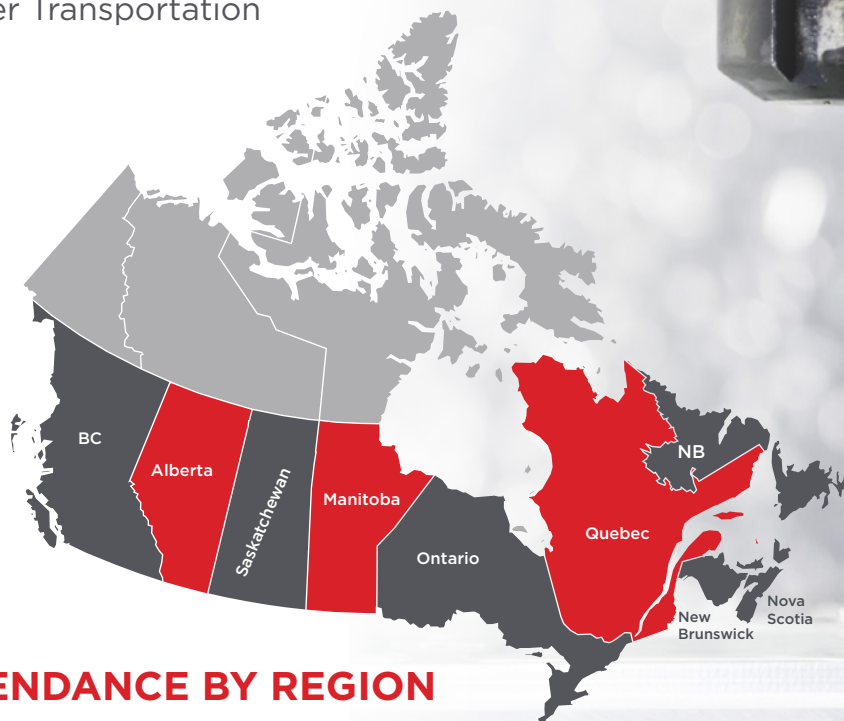 er Transportation
BC
Alberta
Saskatchewan
Manitoba
Ontario
Quebec
NB
New
Brunswick
Nova
Scotia
ENDANCE BY REGION